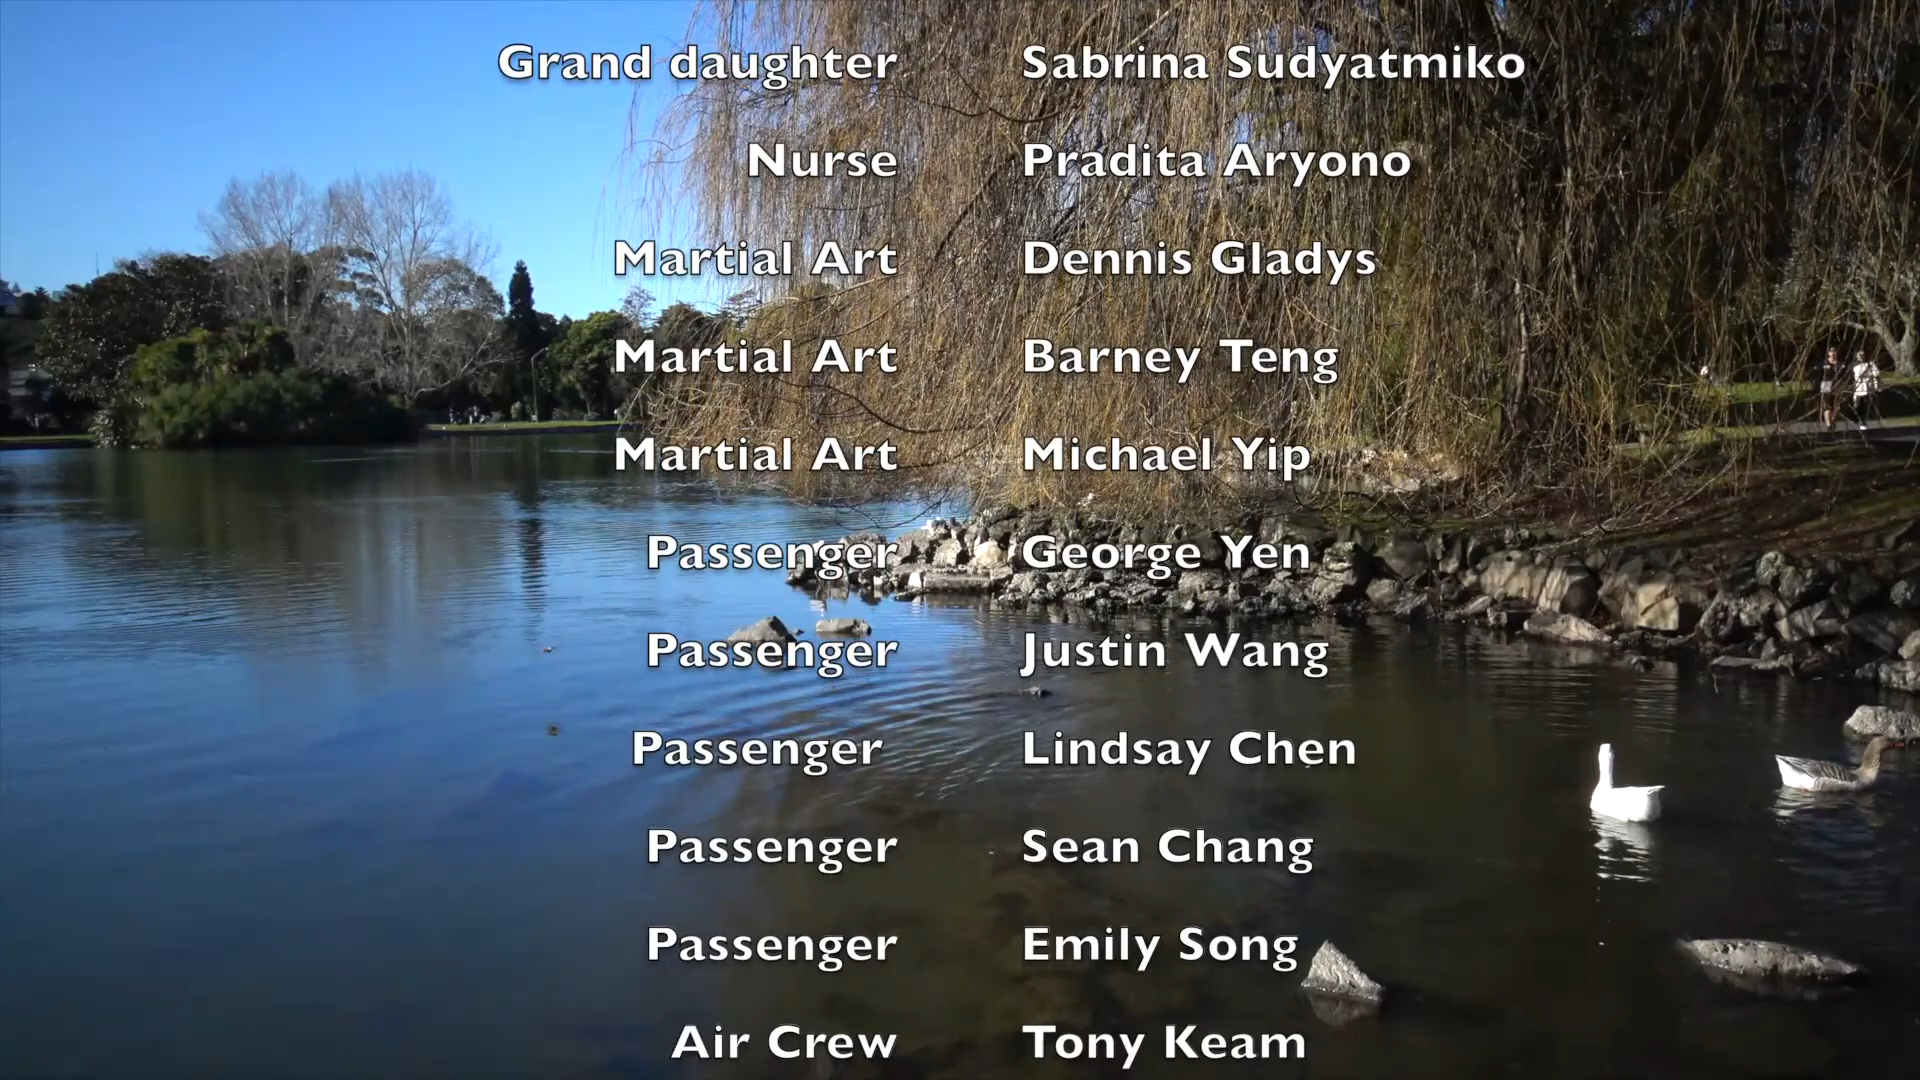 Grand daughter Sabrina Sudyatmiko
Nurse Pradita Aryono
Martial Art Dennis Gladys
Martial Art Barney Teng
Martial Art Michael Yip
Passenger George Yen
Passenger Justin Wang
Passenger Lindsay Chen
Passenger Sean Chang
Passenger Emily Song
Air Crew Tony Keam